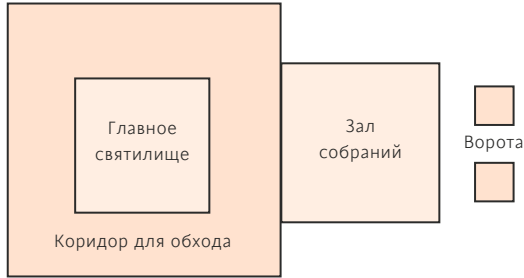 Главное
святилище
Коридор для обхода
Зал
собраний
Ворота